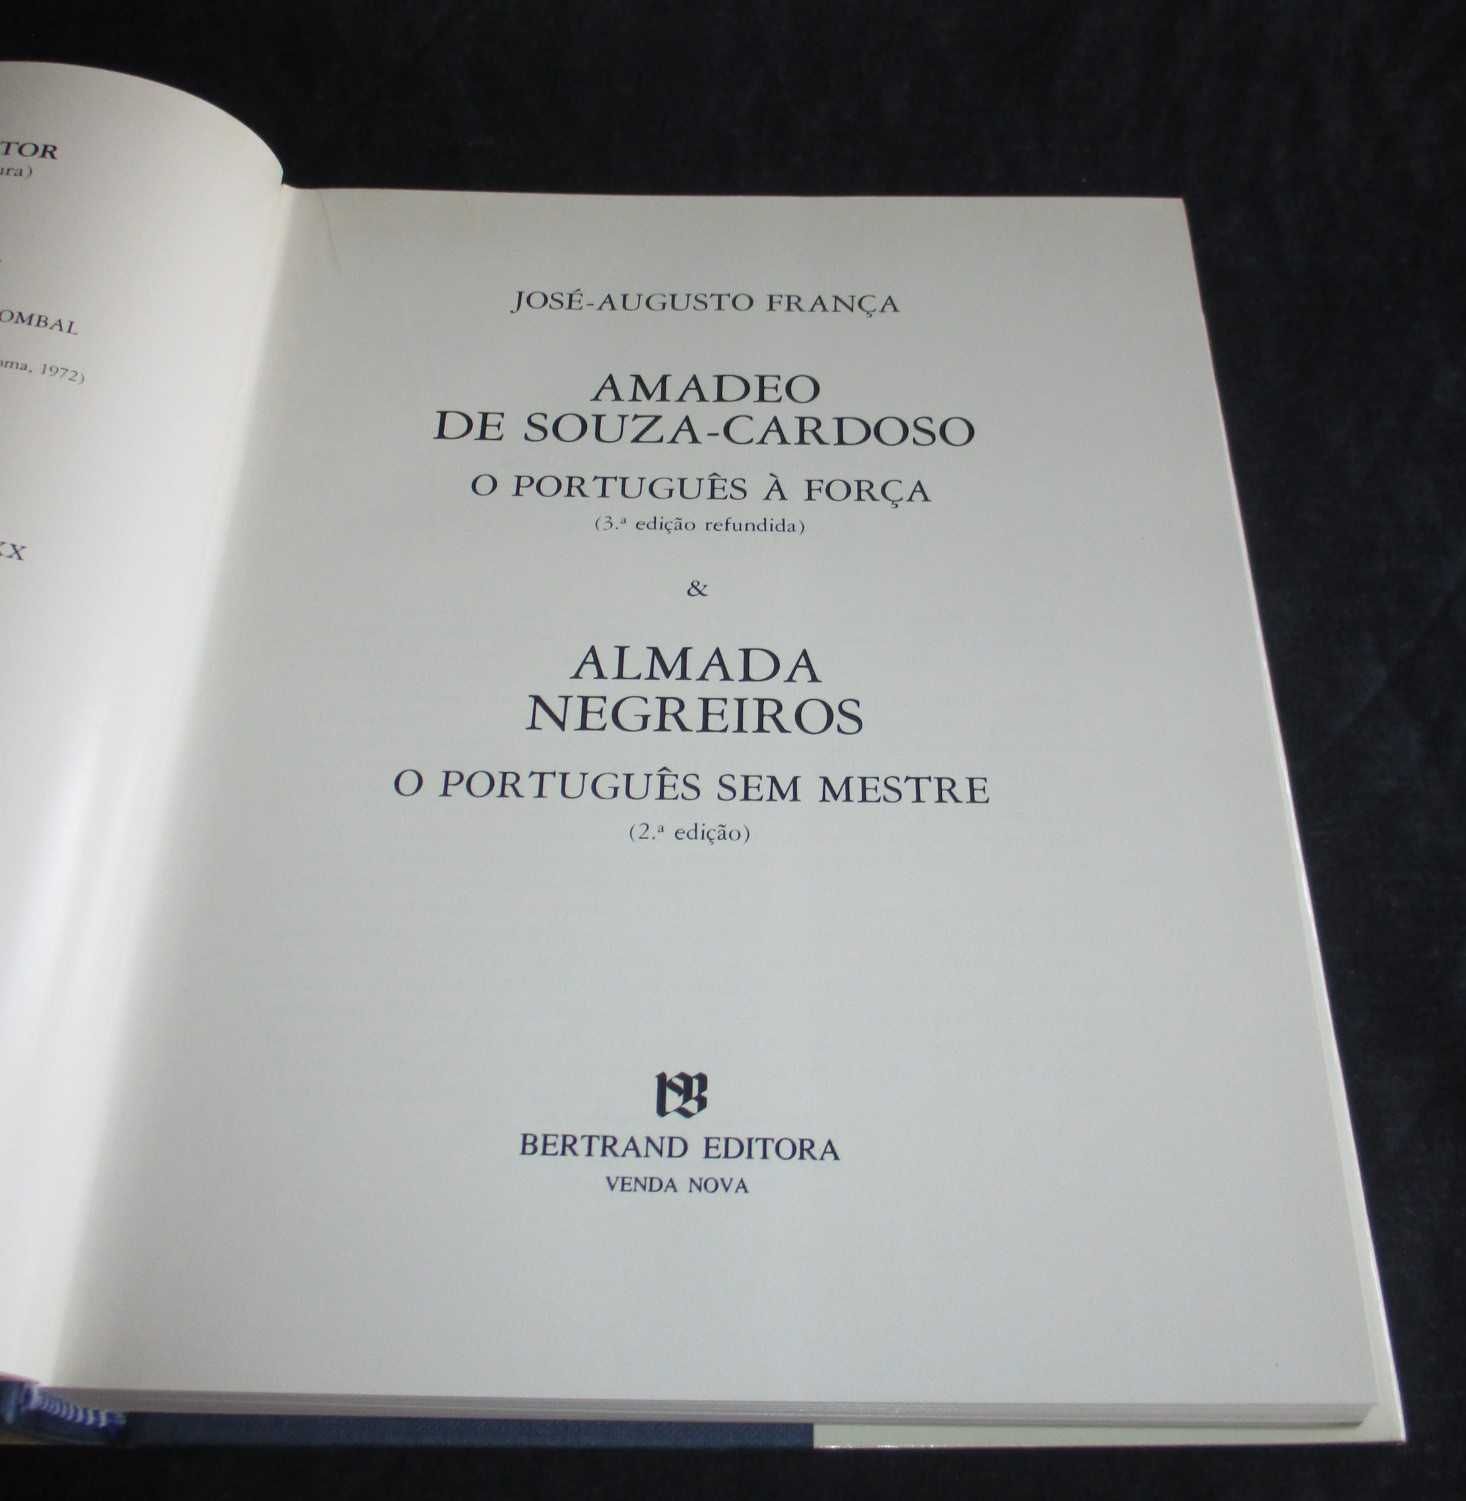 1972)
JOSÉ-AUGUSTO FRANÇA
AMADEO
DE SOUZA-CARDOSO
O PORTUGUÊS À FORÇA
(3.ª edição refundida)
&
ALMADA
NEGREIROS
O PORTUGUÊS SEM MESTRE
(2.ª edição)
BERTRAND EDITORA
VENDA NOVA